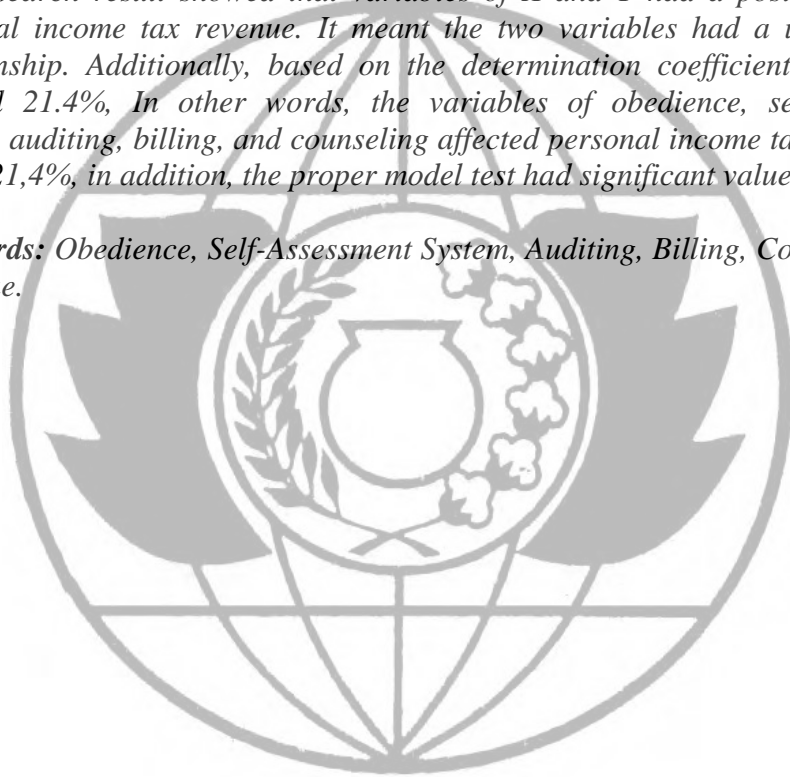 search result showed that variables of and had a
al income tax revenue. It meant the two variables had a u
nship. Additionally, based on the determination coefficient
d 21.4%, In other words, the variables of obedience, se
auditing, billing, and counseling affected personal income ta
21,4%, in addition, the proper model test had significant value
rds: Obedience, Self-Assessment System, Auditing, Billing, Co
e.